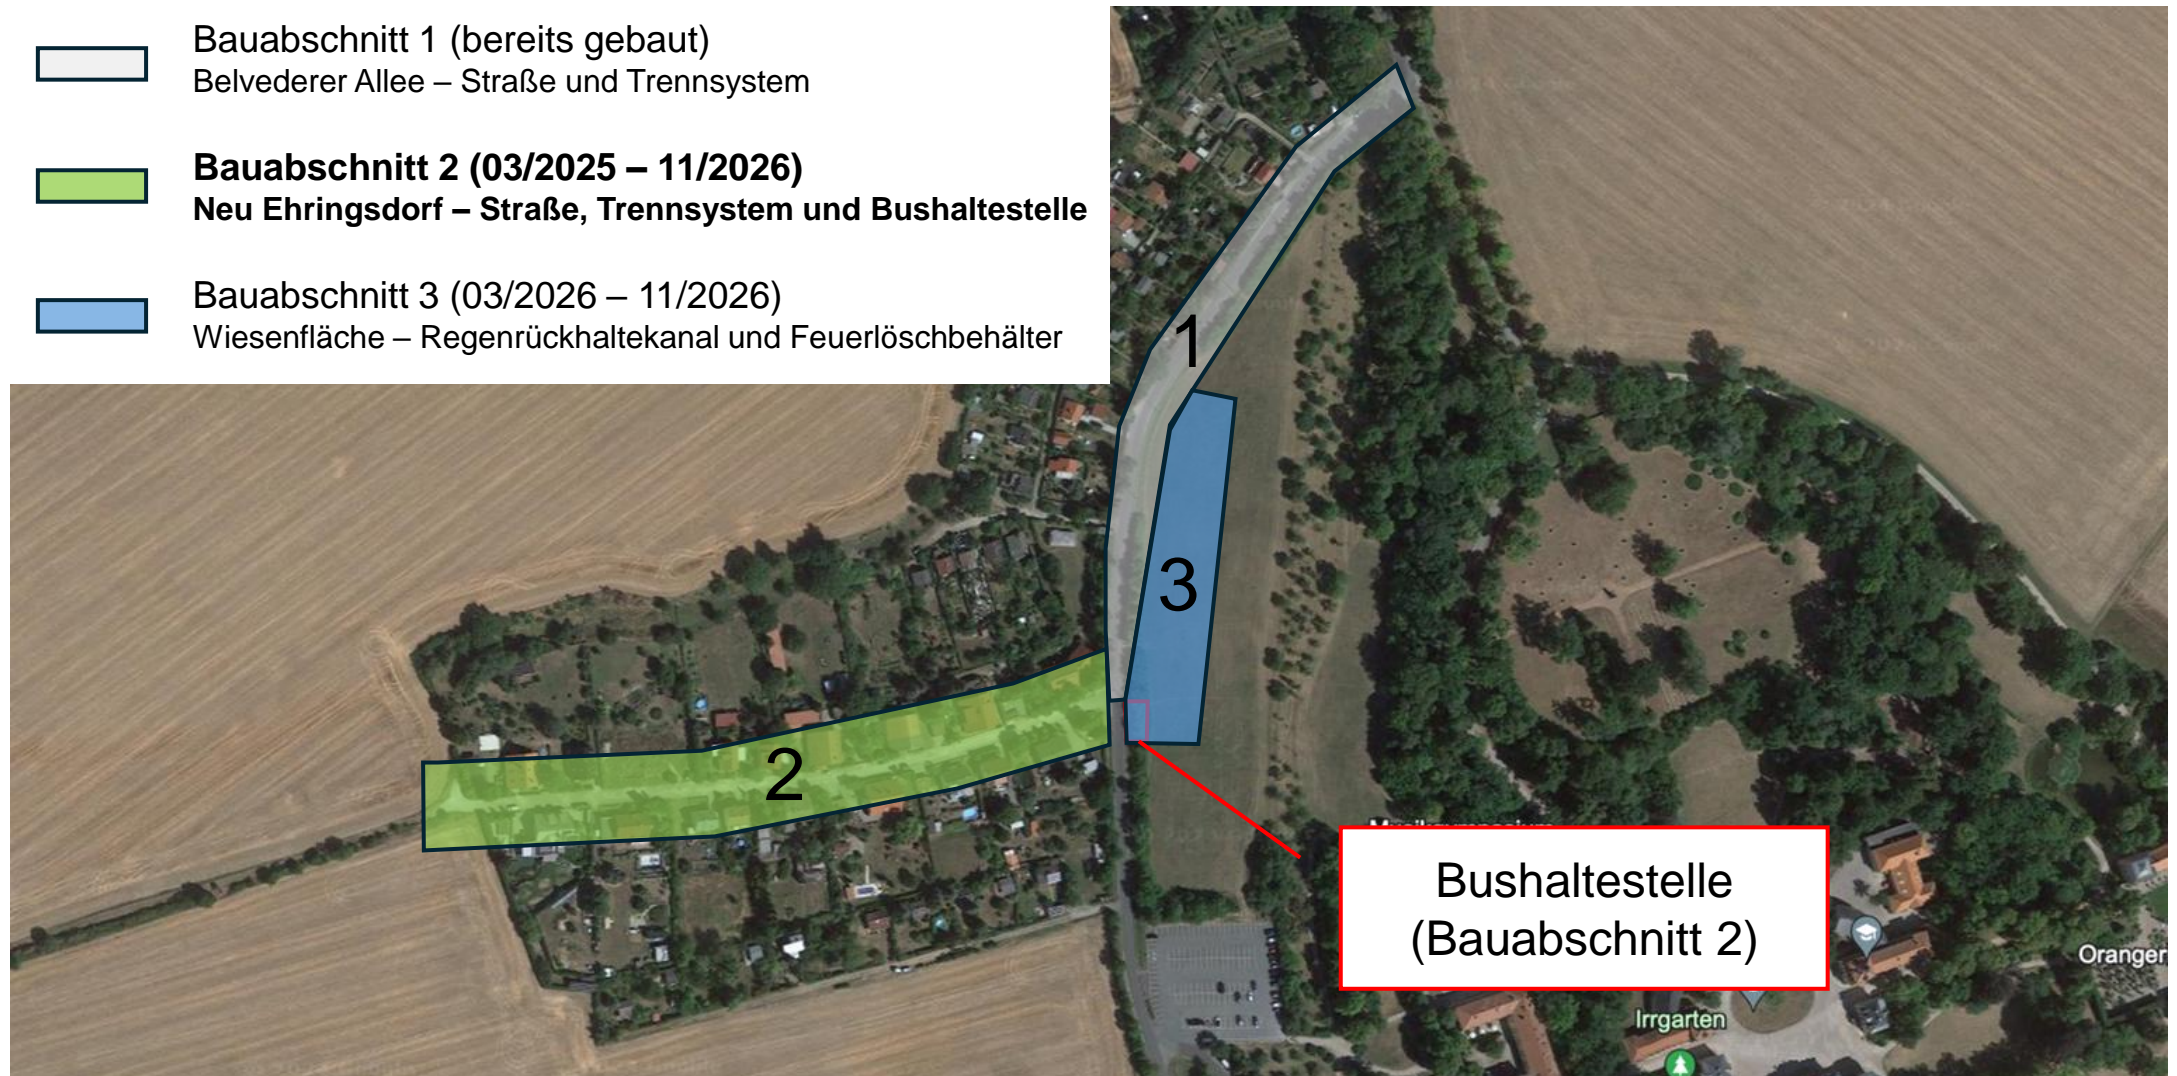 Bauabschnitt 1 (bereits gebaut)
Belvederer Allee – Straße und Trennsystem
Bauabschnitt 2 (03/2025 – 11/2026)
Neu Ehringsdorf – Straße, Trennsystem und Bushaltestelle
Bauabschnitt 3 (03/2026 – 11/2026)
Wiesenfläche – Regenrückhaltekanal und Feuerlöschbehälter
1
3
2
Bushaltestelle
(Bauabschnitt 2)
Oranger
Irrgarten